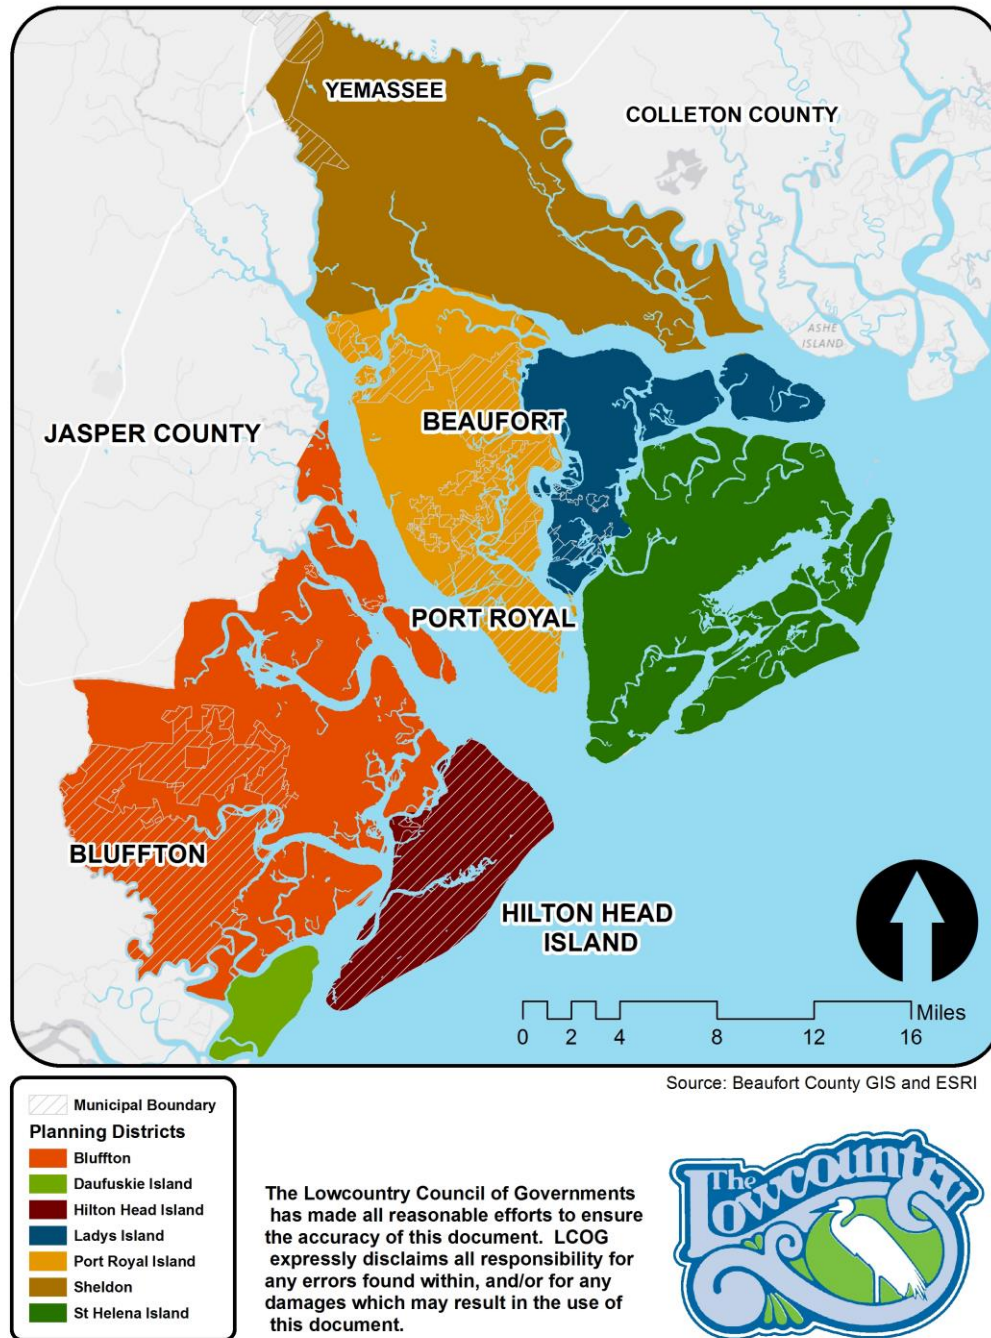 YEMASSEE
COLLETON COUNTY
ASHE
ISLAND
JASPER COUNTY
BEAUFORT
PORT ROYAL
BLUFFTON
HILTON HEAD
ISLAND
Miles
0 2 4 8 12 16
Source: Beaufort County GIS and ESRI
Municipal Boundary
Planning Districts
Bluffton
Daufuskie Island
Hilton Head Island
Ladys Island
Port Royal Island
Sheldon
St Helena Island
The Lowcountry Council of Governments
has made all reasonable efforts to ensure
the accuracy of this document. LCOG
expressly disclaims all responsibility for
any errors found within, and/or for any
damages which may result in the use of
this document.
The
Lowcountry